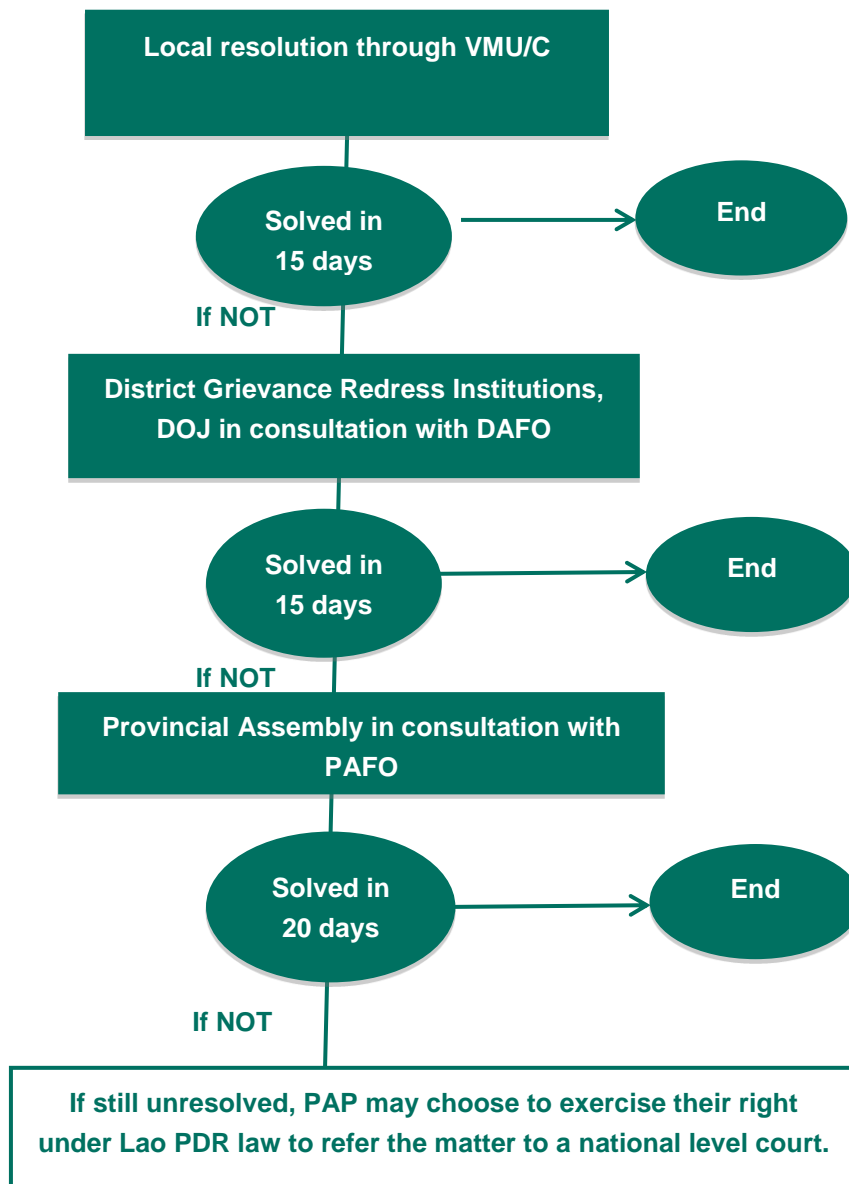 Local resolution through VMU/C
Solved in
15 days
End
If NOT
District Grievance Redress Institutions,
DOJ in consultation with DAFO
Solved in
15 days
End
If NOT
Provincial Assembly in consultation with
PAFO
Solved in
20 days
End
If NOT
If still unresolved, PAP may choose to exercise their right
under Lao PDR law to refer the matter to a national level court.